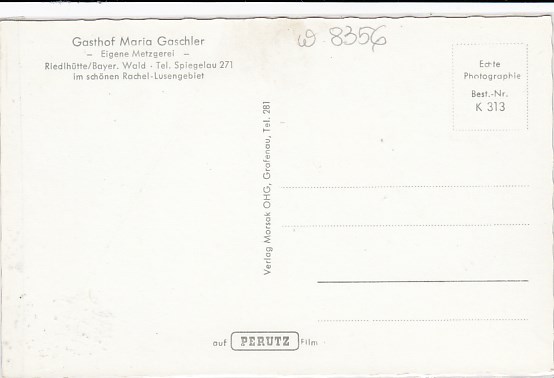 Gasthof Maria Gaschler
– Eigene Metzgerei –
Riedlhütte/Bayer. Wald · Tel. Spiegelau 271
im schönen Rachel-Lusengebiet
W 8356
Echte
Photographie
Best.-Nr.
K 313
Verlag Morsak OHG, Grafenau, Tel. 281
auf PERUTZ Film